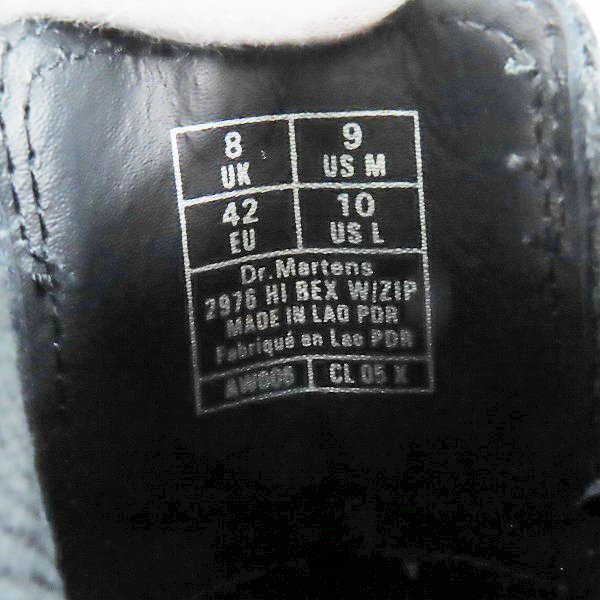 8 UK
9 US M
42 EU
10 US L
Dr.Martens
2976 HI BEX W/ZIP
MADE IN LAO PDR
Fabriqué en Lao PDR
AW006 CL 05 X